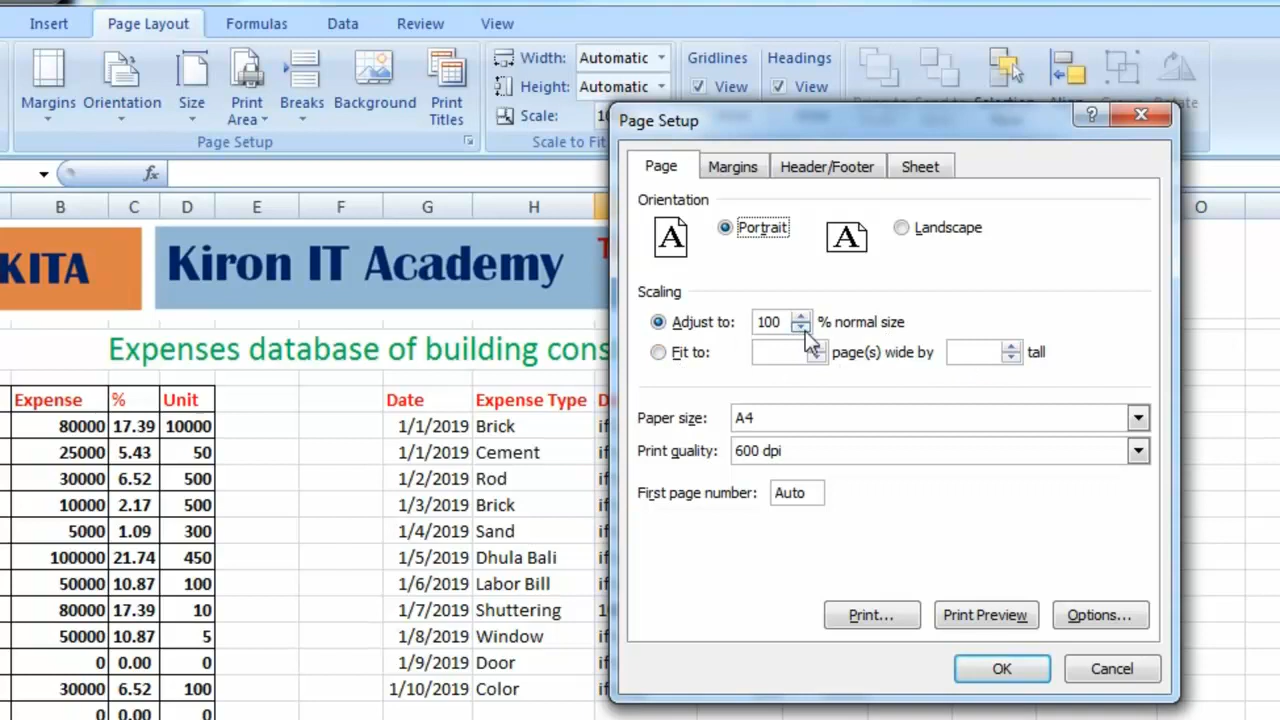 Insert Page Layout Formulas Data Review View
Margins Orientation Size Print Area Breaks Background Print Titles
Width: Automatic
Height: Automatic
Scale:
Gridlines Headings
View View
Page Setup Scale to Fit
fx
B C D E F G H O
KITA Kiron IT Academy
Expenses database of building cons
Expense % Unit Date Expense Type
80000 17.39 10000 1/1/2019 Brick
25000 5.43 50 1/1/2019 Cement
30000 6.52 500 1/2/2019 Rod
10000 2.17 500 1/3/2019 Brick
5000 1.09 300 1/4/2019 Sand
100000 21.74 450 1/5/2019 Dhula Bali
50000 10.87 100 1/6/2019 Labor Bill
80000 17.39 10 1/7/2019 Shuttering
50000 10.87 5 1/8/2019 Window
0 0.00 0 1/9/2019 Door
30000 6.52 100 1/10/2019 Color
0 0.00 0
Page Setup
Page Margins Header/Footer Sheet
Orientation
A Portrait A Landscape
Scaling
Adjust to: 100 % normal size
Fit to: page(s) wide by tall
Paper size: A4
Print quality: 600 dpi
First page number: Auto
Print... Print Preview Options...
OK Cancel